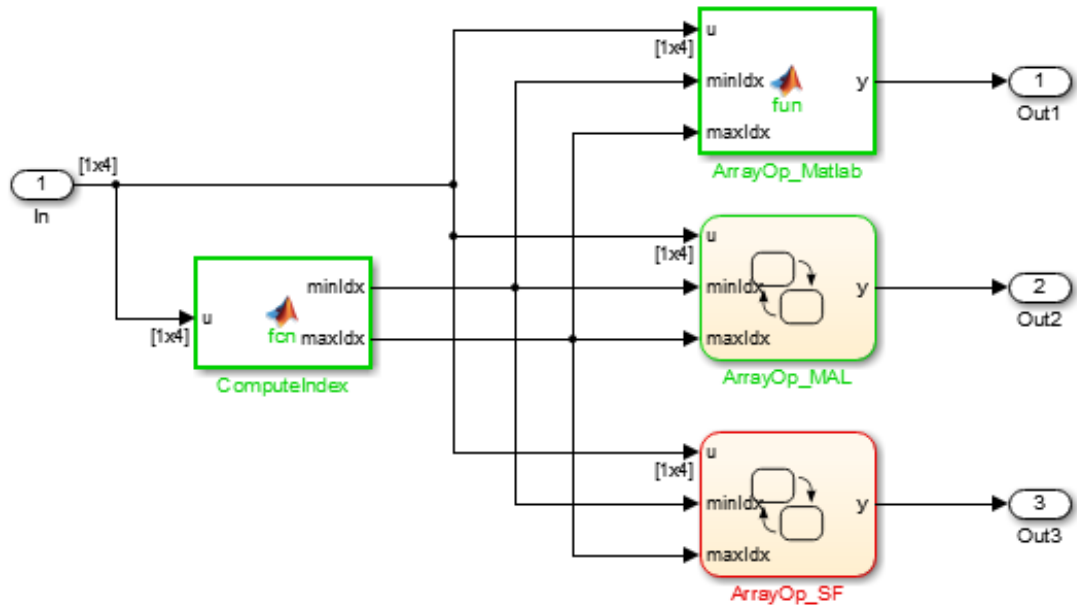 u
[1x4]
minIdx
fun
y
maxIdx
ArrayOp_Matlab
1
Out1
[1x4]
1
In
u
[1x4]
minIdx
y
maxIdx
ArrayOp_MAL
2
Out2
minIdx
u
fcn
maxIdx
[1x4]
ComputeIndex
u
[1x4]
minIdx
y
maxIdx
ArrayOp_SF
3
Out3